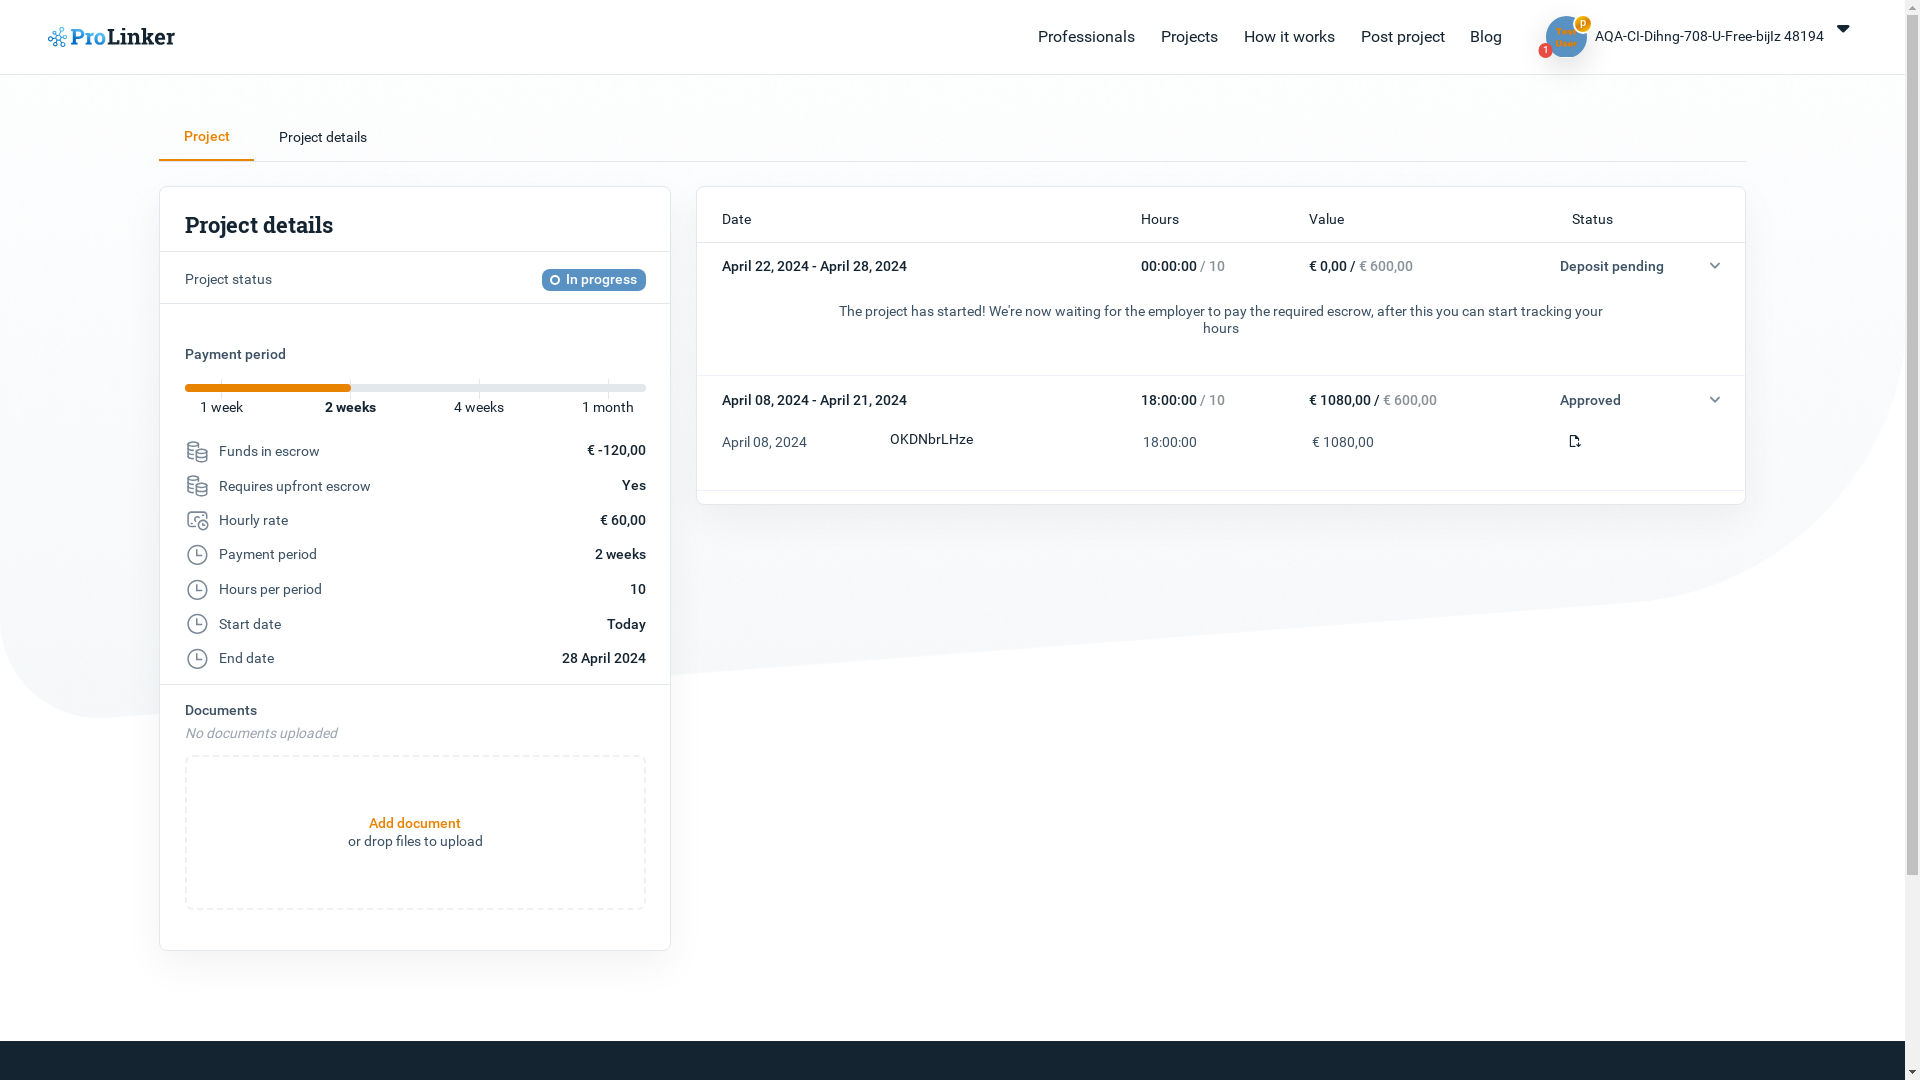 ProLinker
Professionals
Projects
How it works
Post project
Blog
p
1
AQA-CI-Dihng-708-U-Free-bijIz 48194
Project
Project details
Project details
Project status
In progress
Payment period
1 week
2 weeks
4 weeks
1 month
Funds in escrow
€ -120,00
Requires upfront escrow
Yes
Hourly rate
€ 60,00
Payment period
2 weeks
Hours per period
10
Start date
Today
End date
28 April 2024
Documents
No documents uploaded
Add document
or drop files to upload
Date
Hours
Value
Status
April 22, 2024 - April 28, 2024
00:00:00 / 10
€ 0,00 / € 600,00
Deposit pending
The project has started! We're now waiting for the employer to pay the required escrow, after this you can start tracking your
hours
April 08, 2024 - April 21, 2024
18:00:00 / 10
€ 1080,00 / € 600,00
Approved
April 08, 2024
OKDNbrLHze
18:00:00
€ 1080,00